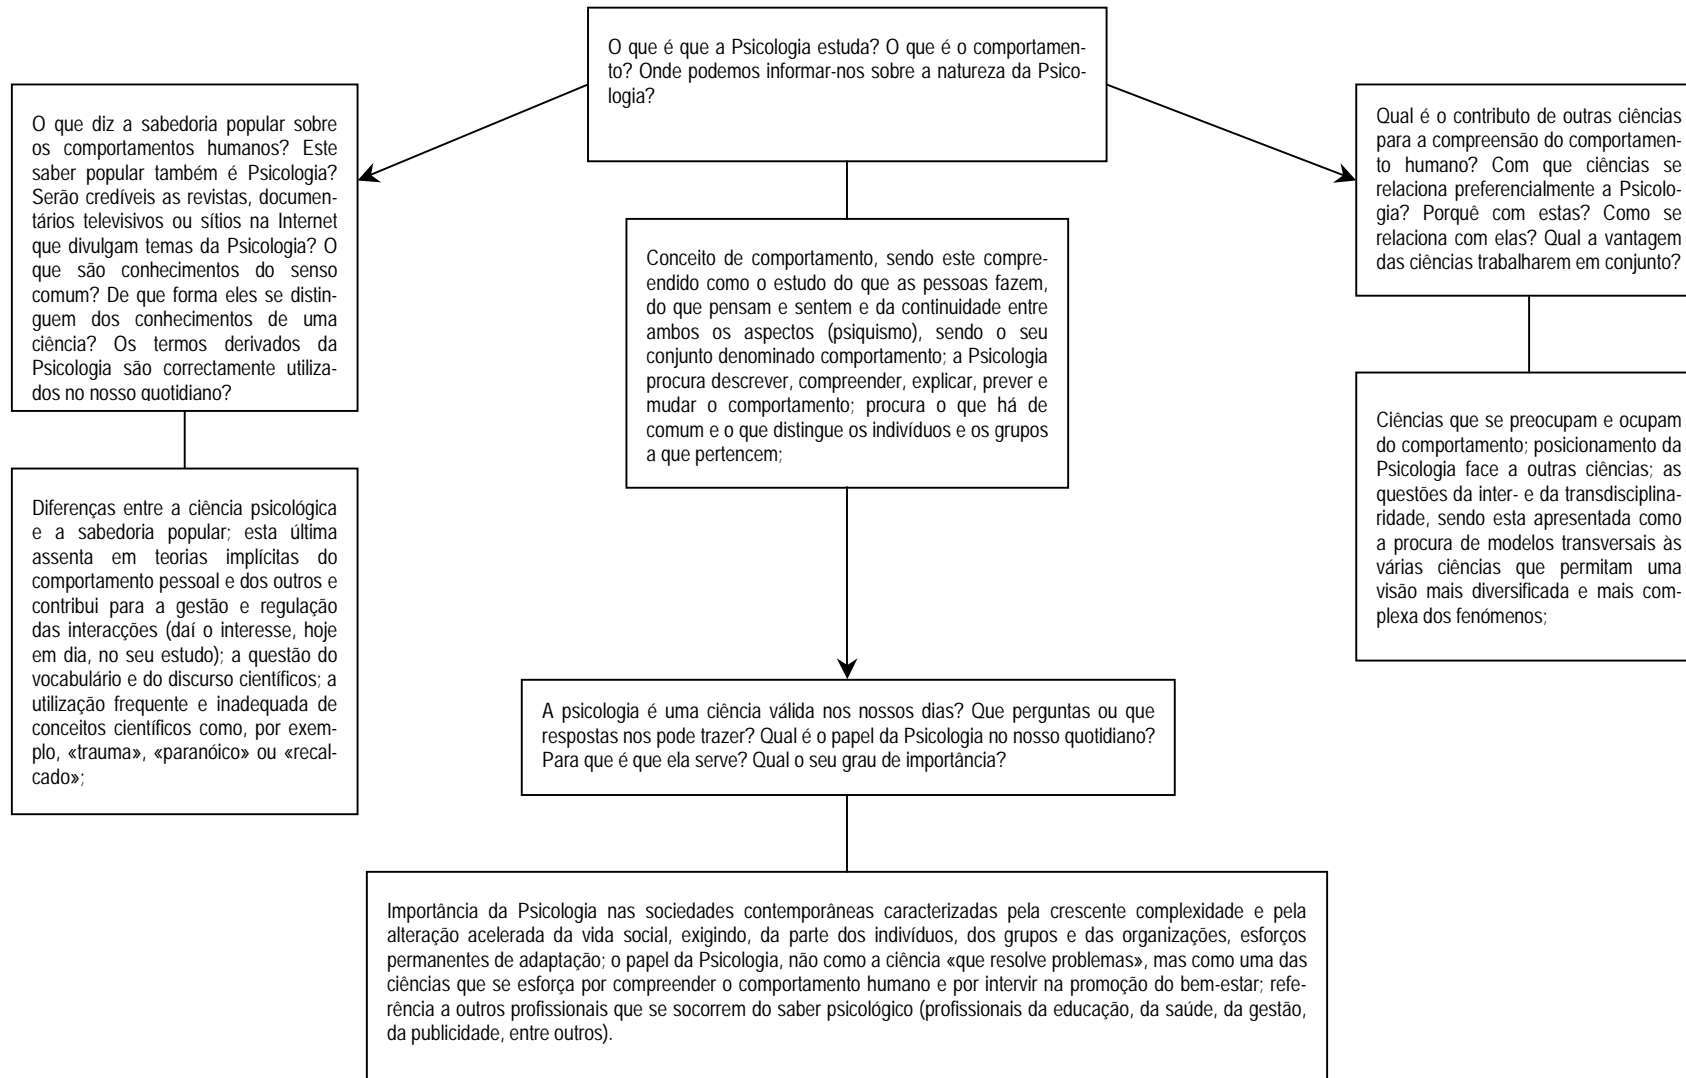 O que é que a Psicologia estuda? O que é o comportamen-
to? Onde podemos informar-nos sobre a natureza da Psico-
logia?
O que diz a sabedoria popular sobre
os comportamentos humanos? Este
saber popular também é Psicologia?
Serão credíveis as revistas, documen-
tários televisivos ou sítios na Internet
que divulgam temas da Psicologia? O
que são conhecimentos do senso
comum? De que forma eles se distin-
guem dos conhecimentos de uma
ciência? Os termos derivados da
Psicologia são correctamente utiliza-
dos no nosso quotidiano?
Qual é o contributo de outras ciências
para a compreensão do comportamen-
to humano? Com que ciências se
relaciona preferencialmente a Psicolo-
gia? Porquê com estas? Como se
relaciona com elas? Qual a vantagem
das ciências trabalharem em conjunto?
Conceito de comportamento, sendo este compre-
endido como o estudo do que as pessoas fazem,
do que pensam e sentem e da continuidade entre
ambos os aspectos (psiquismo), sendo o seu
conjunto denominado comportamento; a Psicologia
procura descrever, compreender, explicar, prever e
mudar o comportamento; procura o que há de
comum e o que distingue os indivíduos e os grupos
a que pertencem;
Diferenças entre a ciência psicológica
e a sabedoria popular; esta última
assenta em teorias implícitas do
comportamento pessoal e dos outros e
contribui para a gestão e regulação
das interacções (daí o interesse, hoje
em dia, no seu estudo); a questão do
vocabulário e do discurso científicos; a
utilização frequente e inadequada de
conceitos científicos como, por exem-
plo, «trauma», «paranóico» ou «recal-
cado»;
Ciências que se preocupam e ocupam
do comportamento; posicionamento da
Psicologia face a outras ciências; as
questões da inter- e da transdisciplina-
ridade, sendo esta apresentada como
a procura de modelos transversais às
várias ciências que permitam uma
visão mais diversificada e mais com-
plexa dos fenómenos;
A psicologia é uma ciência válida nos nossos dias? Que perguntas ou que
respostas nos pode trazer? Qual é o papel da Psicologia no nosso quotidiano?
Para que é que ela serve? Qual o seu grau de importância?
Importância da Psicologia nas sociedades contemporâneas caracterizadas pela crescente complexidade e pela
alteração acelerada da vida social, exigindo, da parte dos indivíduos, dos grupos e das organizações, esforços
permanentes de adaptação; o papel da Psicologia, não como a ciência «que resolve problemas», mas como uma das
ciências que se esforça por compreender o comportamento humano e por intervir na promoção do bem-estar; refe-
rência a outros profissionais que se socorrem do saber psicológico (profissionais da educação, da saúde, da gestão,
da publicidade, entre outros).